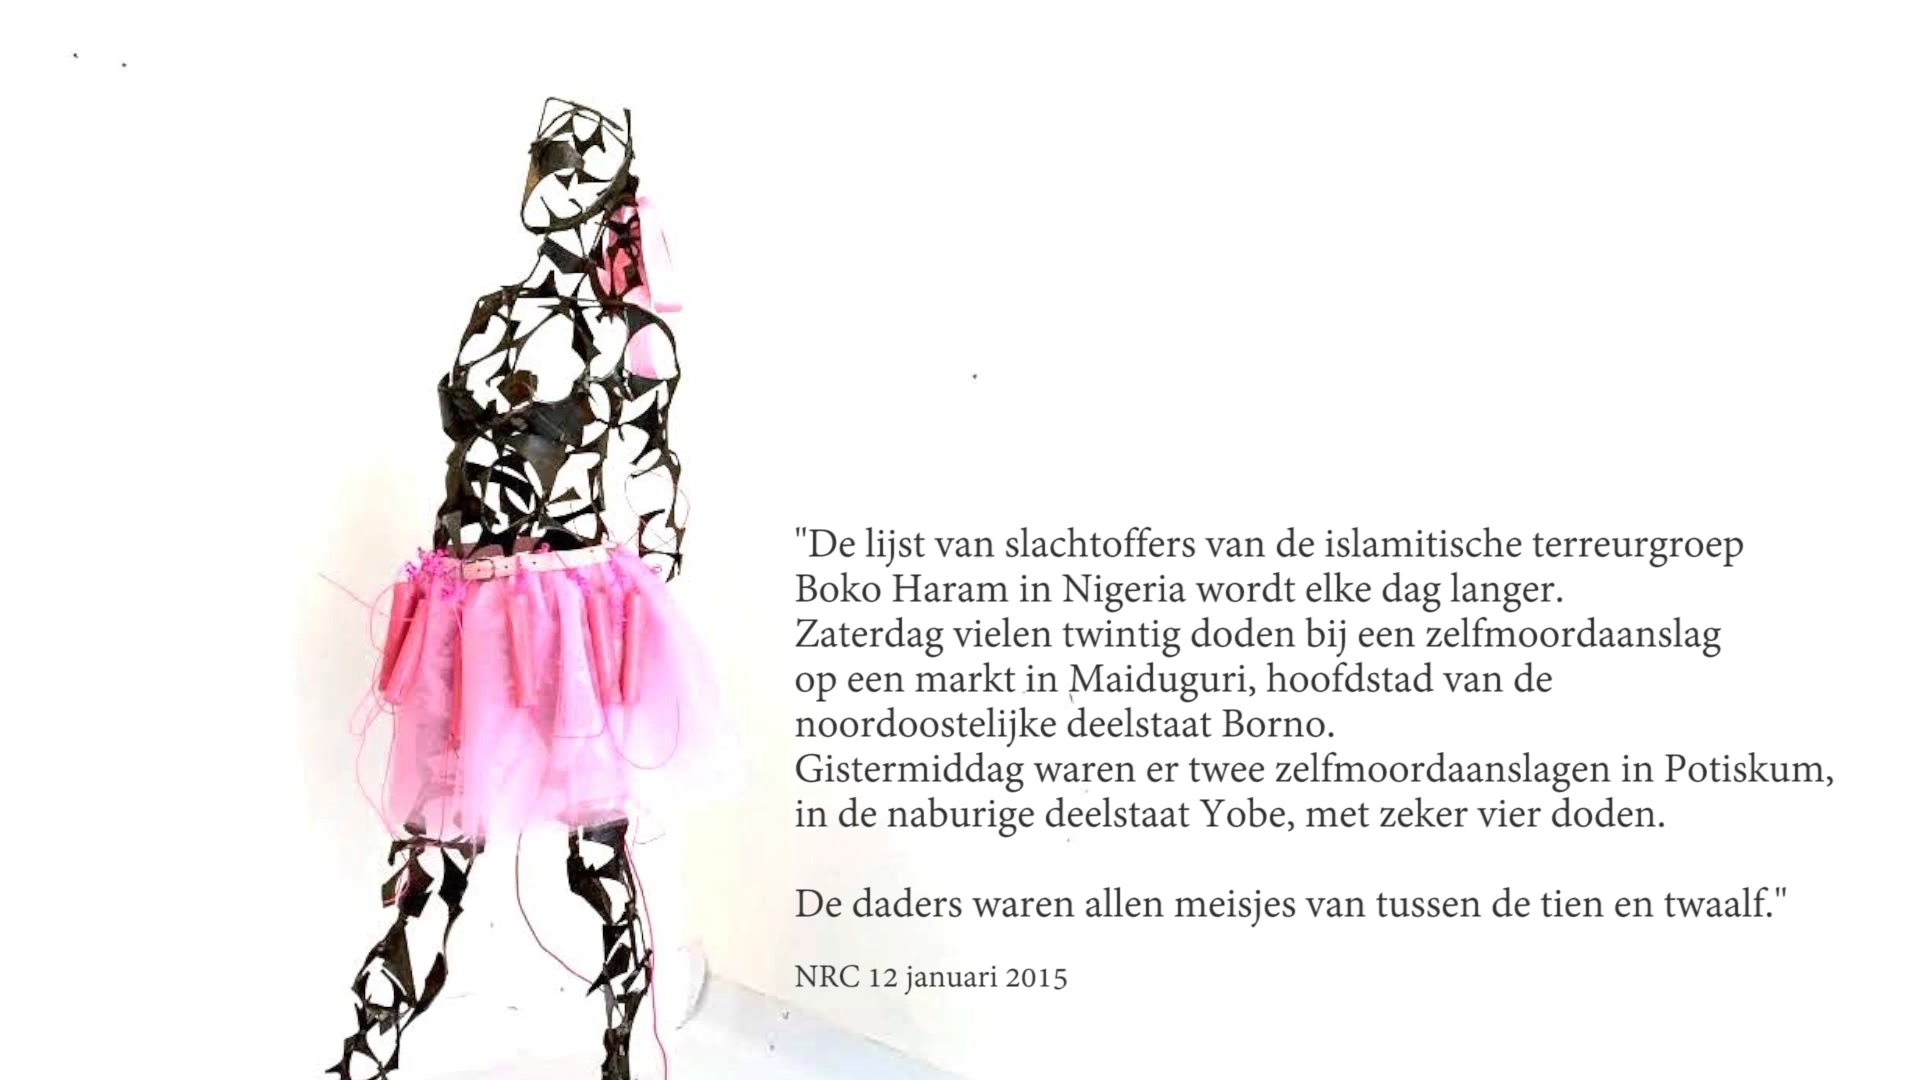 "De lijst van slachtoffers van de islamitische terreurgroep
Boko Haram in Nigeria wordt elke dag langer.
Zaterdag vielen twintig doden bij een zelfmoordaanslag
op een markt in Maiduguri, hoofdstad van de
noordoostelijke deelstaat Borno.
Gistermiddag waren er twee zelfmoordaanslagen in Potiskum,
in de naburige deelstaat Yobe, met zeker vier doden.
De daders waren allen meisjes van tussen de tien en twaalf."
NRC 12 januari 2015